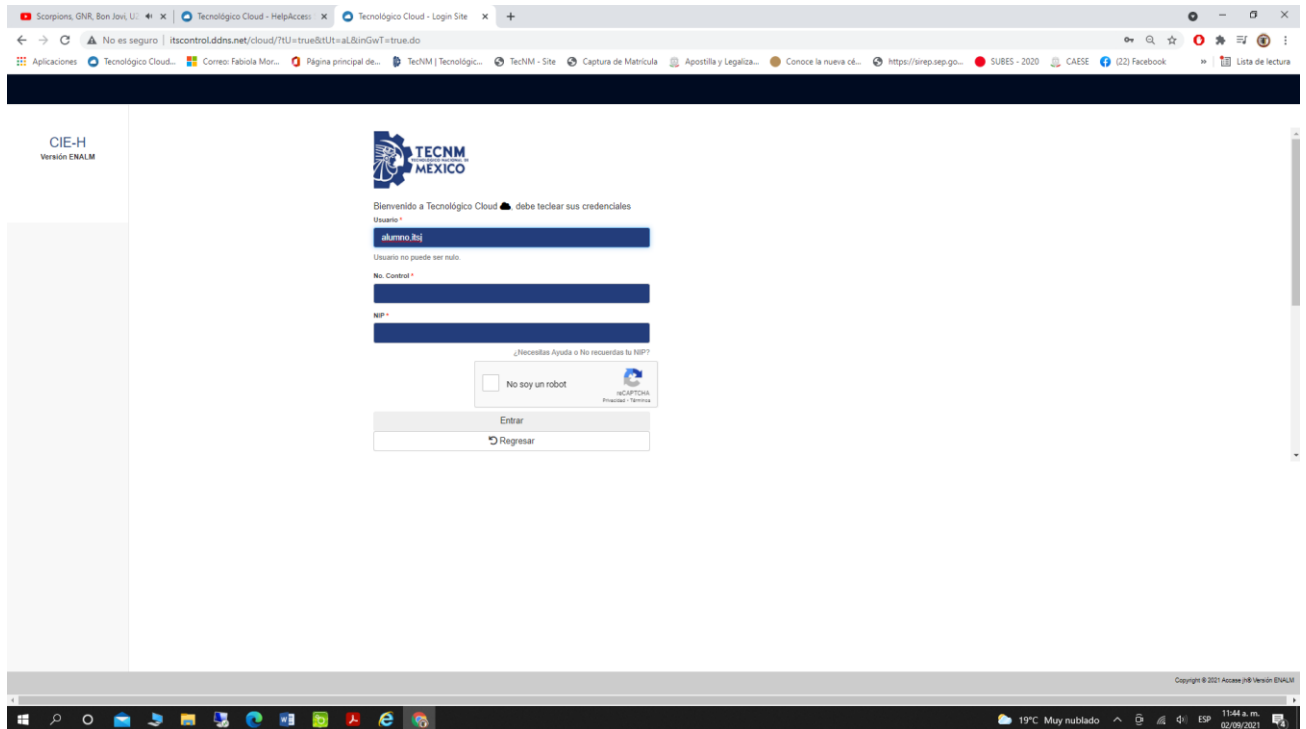 Scorpions, GNR, Bon Jovi, U2
Tecnológico Cloud - HelpAccess
Tecnológico Cloud - Login Site
No es seguro | itscontrol.ddns.net/cloud/?tU=true&tUt=aL&inGwT=true.do
Aplicaciones Tecnológico Cloud... Correo: Fabiola Mor... Página principal de... TecNM | Tecnológic... TecNM - Site Captura de Matrícula Apostilla y Legaliza... Conoce la nueva cé... https://sirep.sep.go... SUBES - 2020 CAESE (22) Facebook » Lista de lectura
CIE-H
Versión ENALM
TECNM
TECNOLÓGICO NACIONAL DE
MÉXICO
Bienvenido a Tecnológico Cloud , debe teclear sus credenciales
Usuario *
alumno.itsj
Usuario no puede ser nulo.
No. Control *
NIP *
¿Necesitas Ayuda o No recuerdas tu NIP?
No soy un robot
reCAPTCHA
Privacidad - Términos
Entrar
Regresar
Copyright © 2021 Versión ENALM
19°C Muy nublado ESP 11:44 a. m.
02/09/2021